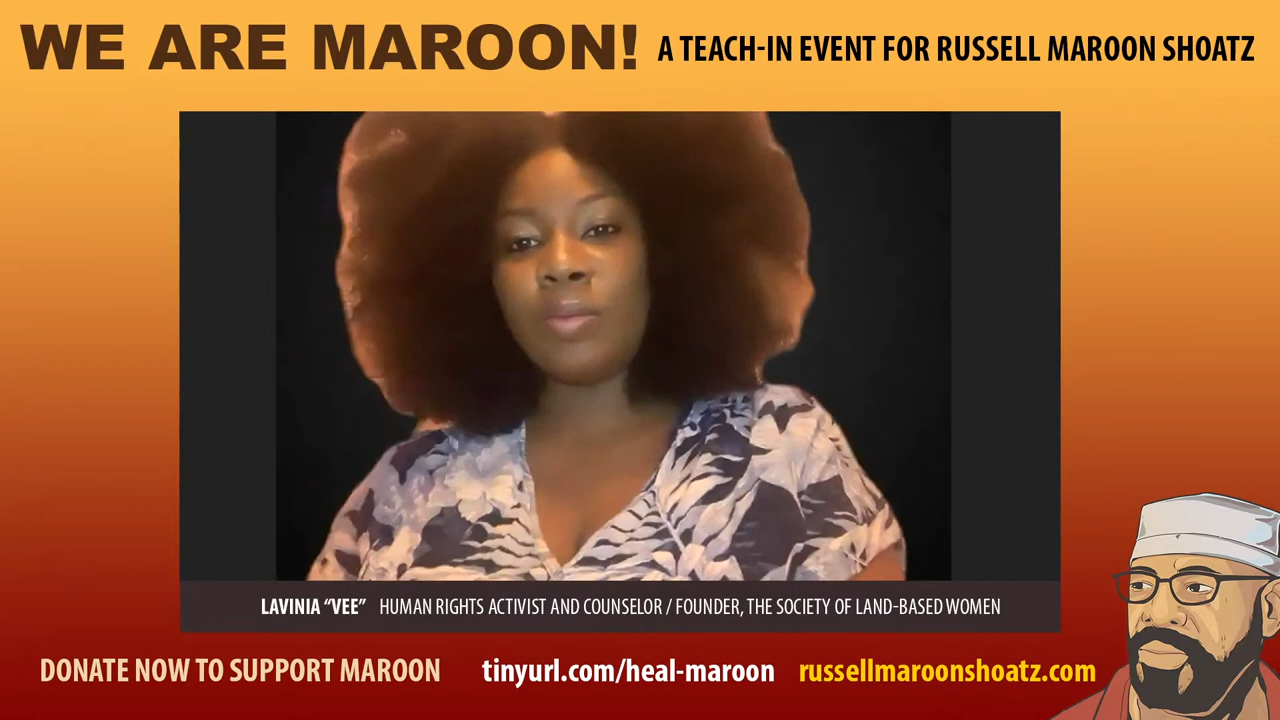 WE ARE MAROON! A TEACH-IN EVENT FOR RUSSELL MAROON SHOATZ
LAVINIA “VEE” HUMAN RIGHTS ACTIVIST AND COUNSELOR / FOUNDER, THE SOCIETY OF LAND-BASED WOMEN
DONATE NOW TO SUPPORT MAROON tinyurl.com/heal-maroon russellmaroonshoatz.com